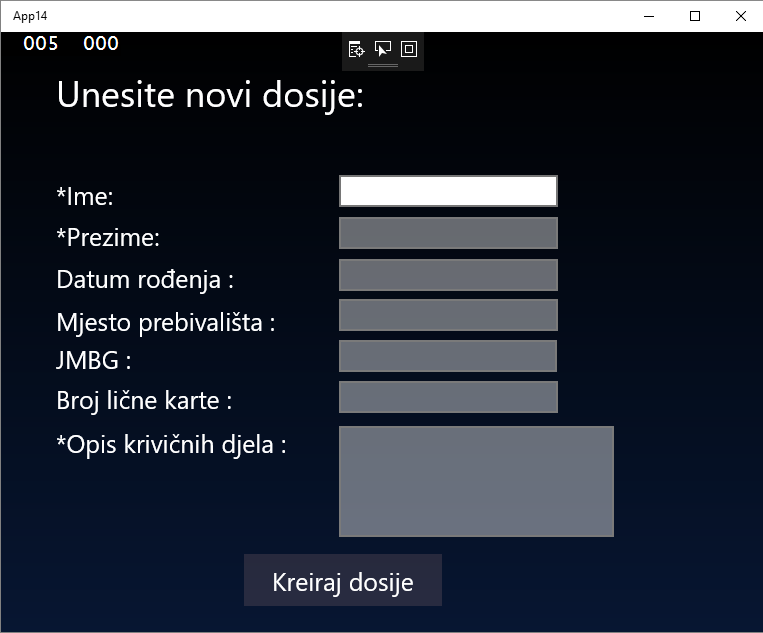 App14
005 000
Unesite novi dosije:
*Ime:
*Prezime:
Datum rođenja :
Mjesto prebivališta :
JMBG :
Broj lične karte :
*Opis krivičnih djela :
Kreiraj dosije